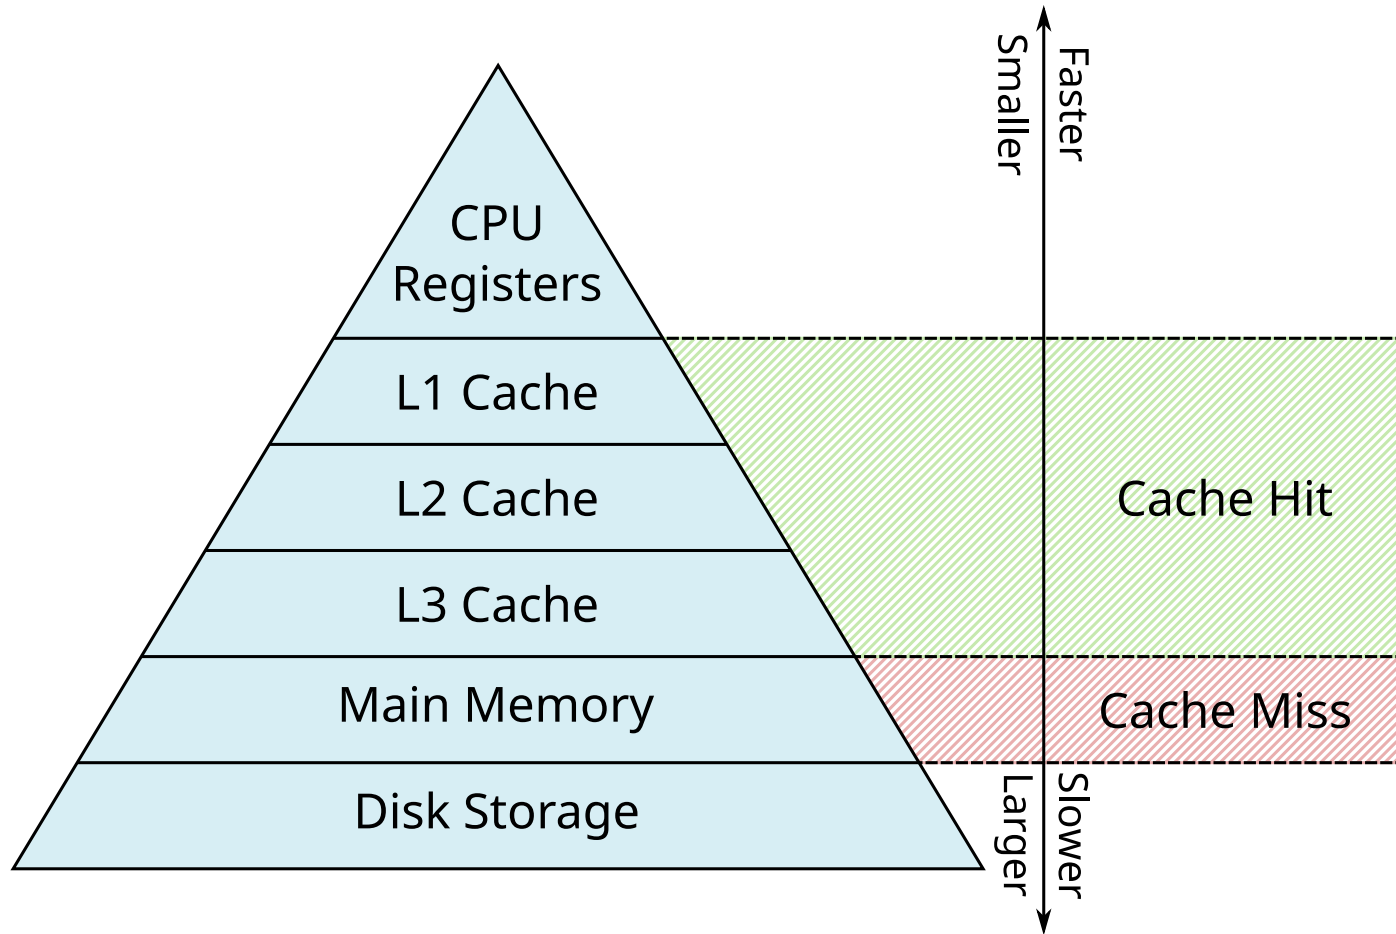 Smaller
Faster
CPU
Registers
L1 Cache
L2 Cache
Cache Hit
L3 Cache
Main Memory
Cache Miss
Disk Storage
Larger
Slower